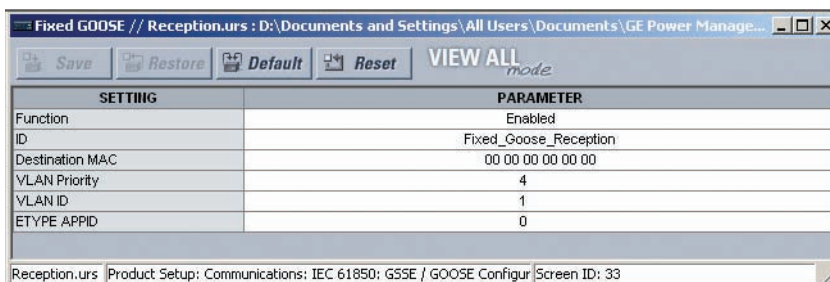 Fixed GOOSE // Reception.urs : D:\Documents and Settings\All Users\Documents\GE Power Manage...
Save Restore Default Reset VIEW ALL mode
SETTING PARAMETER
Function Enabled
ID Fixed_Goose_Reception
Destination MAC 00 00 00 00 00 00
VLAN Priority 4
VLAN ID 1
ETYPE APPID 0
Reception.urs Product Setup: Communications: IEC 61850: GSSE / GOOSE Configur Screen ID: 33